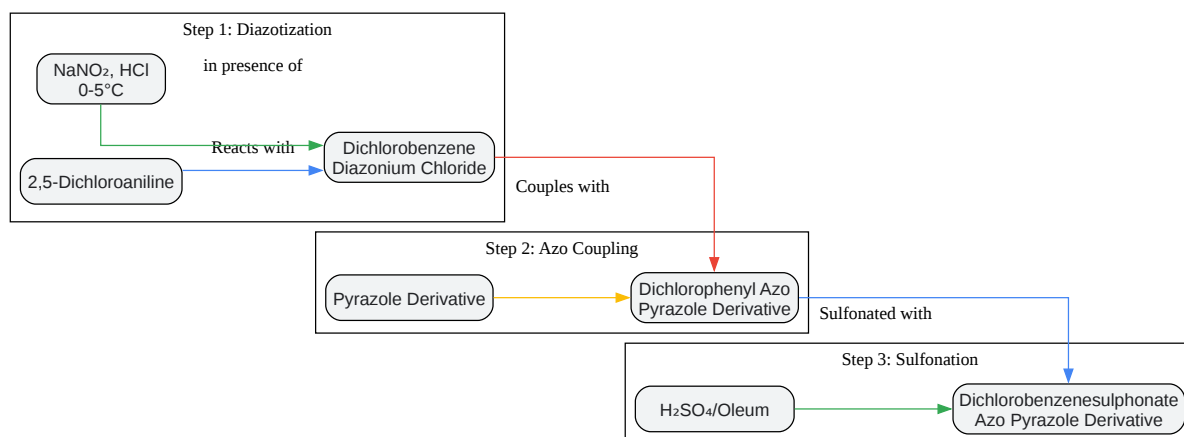 Step 1: Diazotization
in presence of
NaNO₂, HCl
0-5°C
Reacts with
2,5-Dichloroaniline
Dichlorobenzene
Diazonium Chloride
Couples with
Step 2: Azo Coupling
Pyrazole Derivative
Dichlorophenyl Azo
Pyrazole Derivative
Sulfonated with
Step 3: Sulfonation
H₂SO₄/Oleum
Dichlorobenzenesulphonate
Azo Pyrazole Derivative